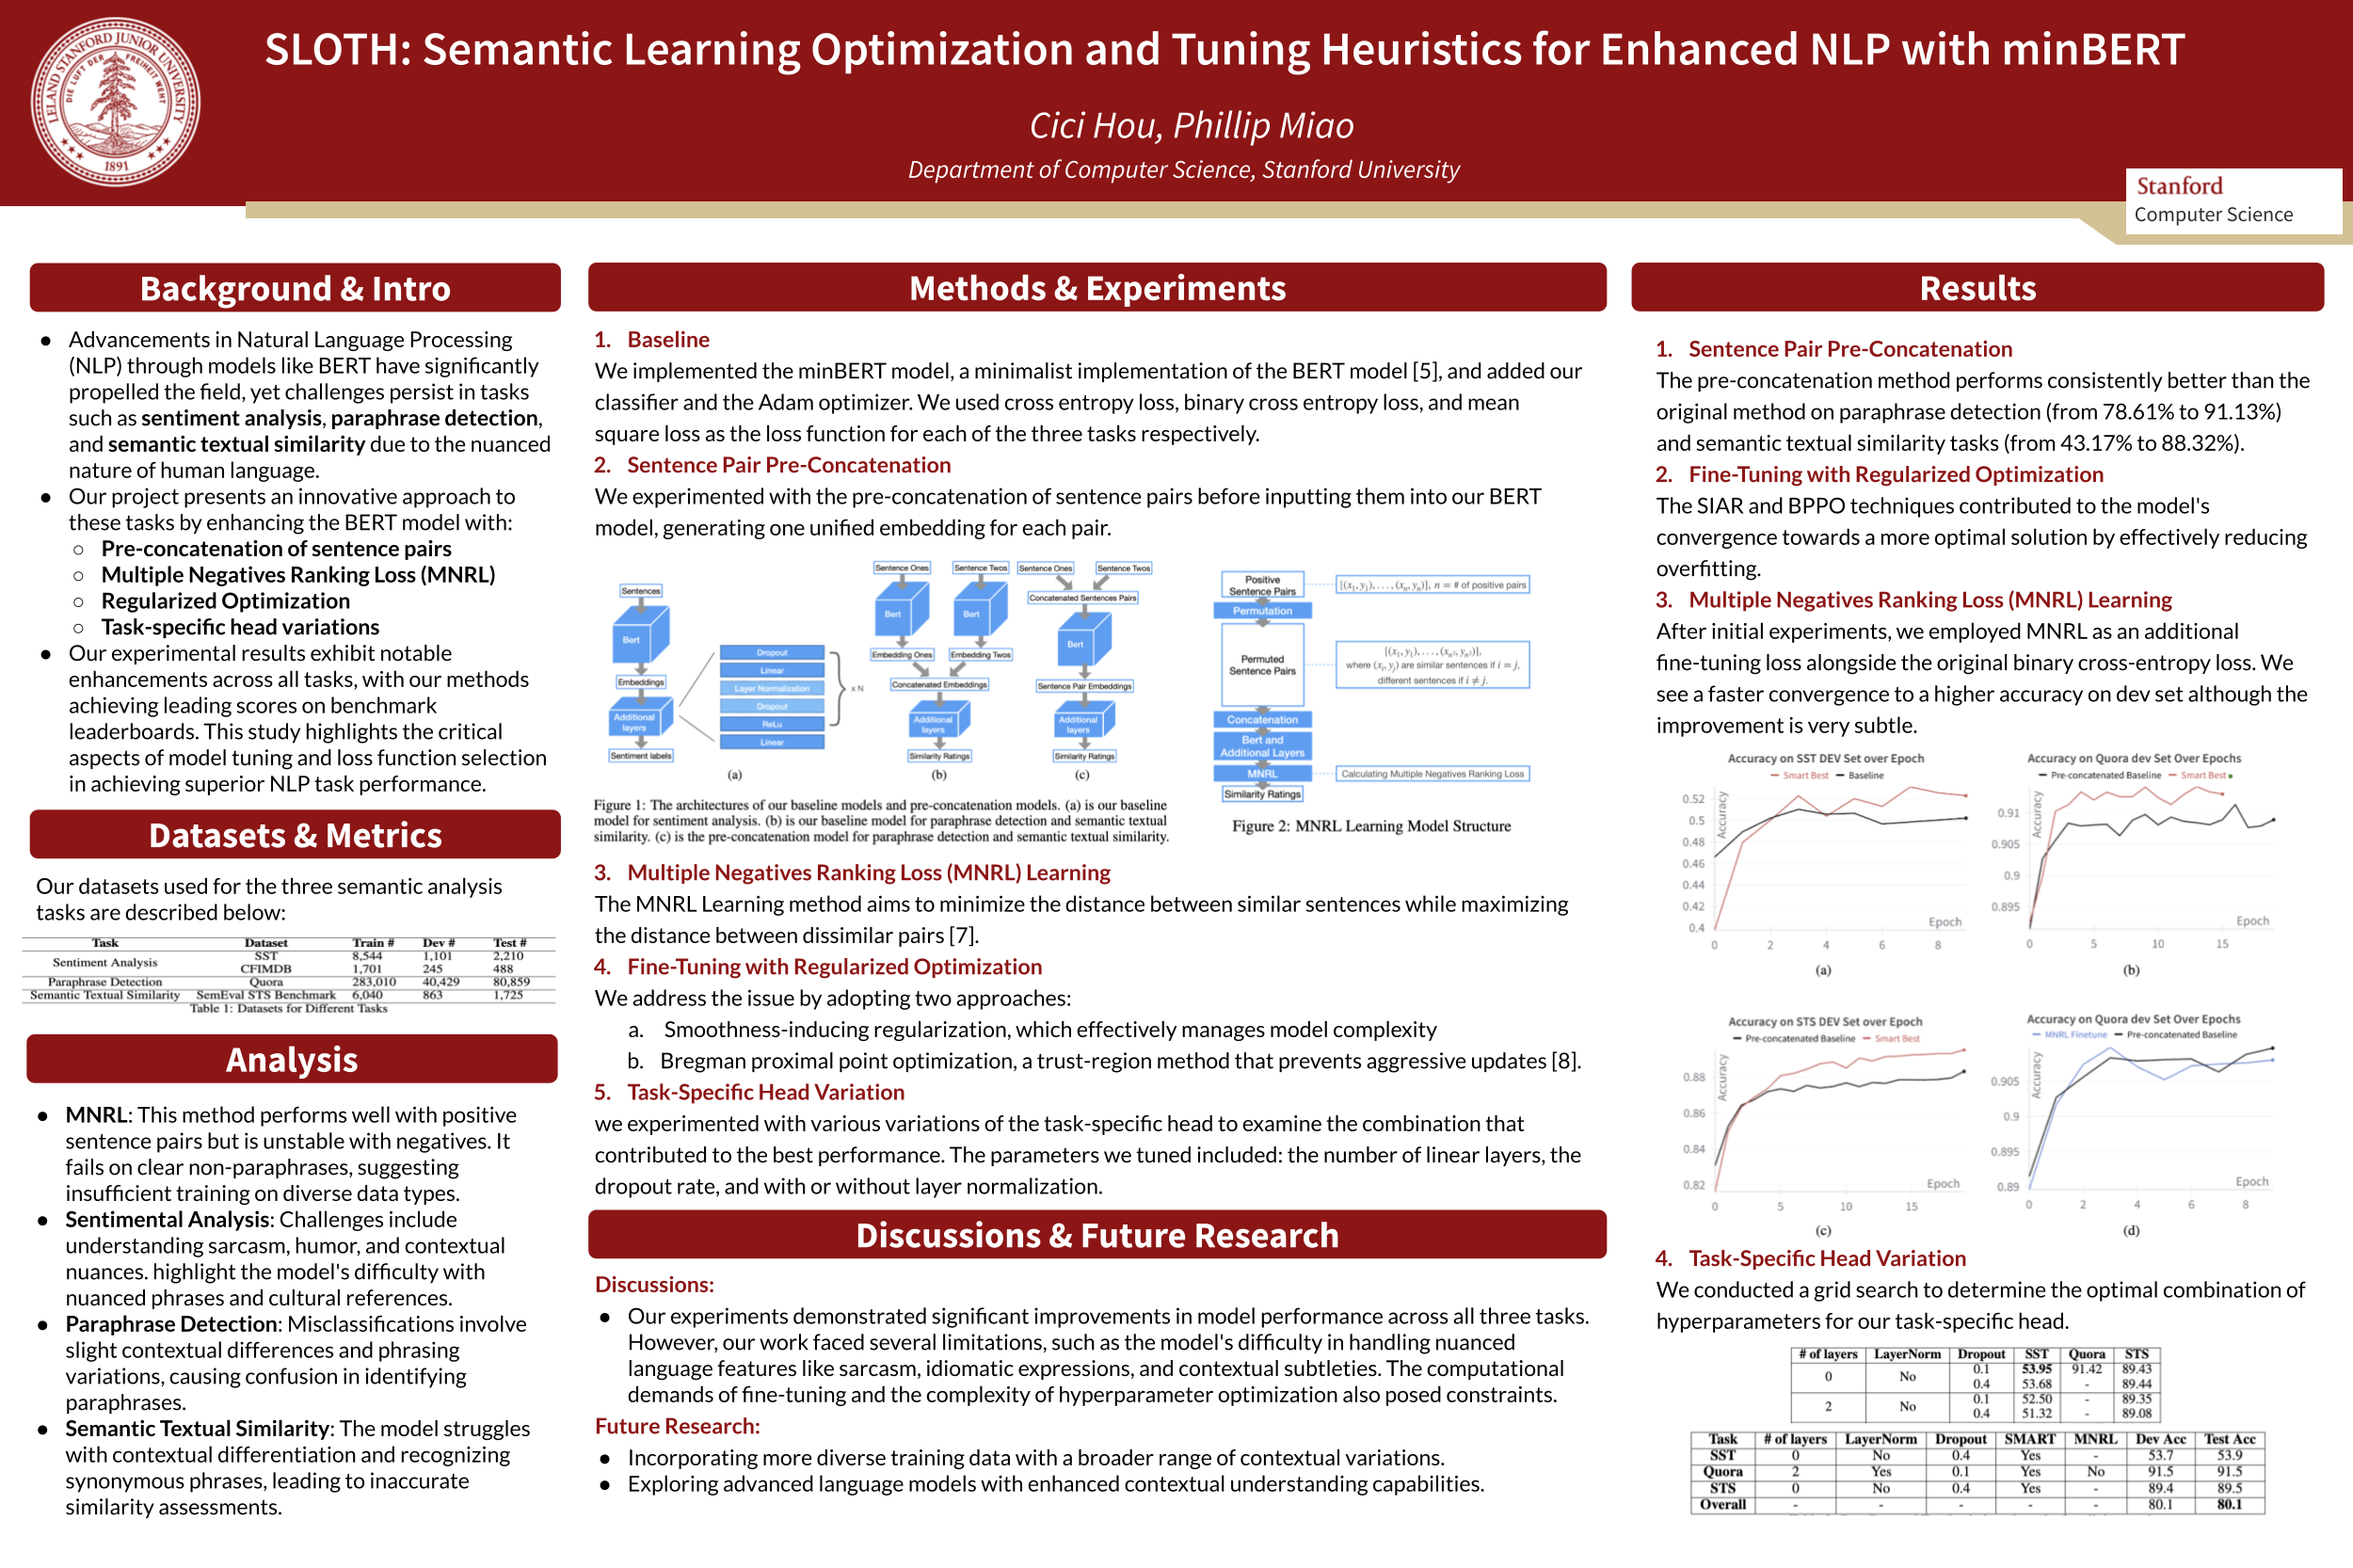 SLOTH: Semantic Learning Optimization and Tuning Heuristics for Enhanced NLP with minBERT
Cici Hou, Phillip Miao
Department of Computer Science, Stanford University
LELAND STANFORD JUNIOR UNIVERSITY
DIE LUFT DER FREIHEIT WEHT
1891
Stanford
Computer Science
Background & Intro
● Advancements in Natural Language Processing
(NLP) through models like BERT have significantly
propelled the field, yet challenges persist in tasks
such as sentiment analysis, paraphrase detection,
and semantic textual similarity due to the nuanced
nature of human language.
● Our project presents an innovative approach to
these tasks by enhancing the BERT model with:
○ Pre-concatenation of sentence pairs
○ Multiple Negatives Ranking Loss (MNRL)
○ Regularized Optimization
○ Task-specific head variations
● Our experimental results exhibit notable
enhancements across all tasks, with our methods
achieving leading scores on benchmark
leaderboards. This study highlights the critical
aspects of model tuning and loss function selection
in achieving superior NLP task performance.
Datasets & Metrics
Our datasets used for the three semantic analysis
tasks are described below:
Task Dataset Train # Dev # Test #
Sentiment Analysis SST 8,544 1,101 2,210
CFIMDB 1,701 245 488
Paraphrase Detection Quora 283,010 40,429 80,859
Semantic Textual Similarity SemEval STS Benchmark 6,040 863 1,725
Table 1: Datasets for Different Tasks
Analysis
● MNRL: This method performs well with positive
sentence pairs but is unstable with negatives. It
fails on clear non-paraphrases, suggesting
insufficient training on diverse data types.
● Sentimental Analysis: Challenges include
understanding sarcasm, humor, and contextual
nuances. highlight the model's difficulty with
nuanced phrases and cultural references.
● Paraphrase Detection: Misclassifications involve
slight contextual differences and phrasing
variations, causing confusion in identifying
paraphrases.
● Semantic Textual Similarity: The model struggles
with contextual differentiation and recognizing
synonymous phrases, leading to inaccurate
similarity assessments.
Methods & Experiments
1. Baseline
We implemented the minBERT model, a minimalist implementation of the BERT model [5], and added our
classifier and the Adam optimizer. We used cross entropy loss, binary cross entropy loss, and mean
square loss as the loss function for each of the three tasks respectively.
2. Sentence Pair Pre-Concatenation
We experimented with the pre-concatenation of sentence pairs before inputting them into our BERT
model, generating one unified embedding for each pair.
Sentences
Bert
Embeddings
Additional
layers
Sentiment labels
Dropout
Linear
Layer Normalization
Dropout
ReLu
Linear
x N
(a)
Sentence Ones Sentence Twos
Bert Bert
Embedding Ones Embedding Twos
Concatenated Embeddings
Additional
layers
Similarity Ratings
(b)
Sentence Ones Sentence Twos
Concatenated Sentences Pairs
Bert
Sentence Pair Embeddings
Additional
layers
Similarity Ratings
(c)
Figure 1: The architectures of our baseline models and pre-concatenation models. (a) is our baseline
model for sentiment analysis. (b) is our baseline model for paraphrase detection and semantic textual
similarity. (c) is the pre-concatenation model for paraphrase detection and semantic textual similarity.
Positive
Sentence Pairs
[(x₁, y₁), . . . , (xₙ, yₙ)], n = # of positive pairs
Permutation
Permuted
Sentence Pairs
[(x₁, y₁), . . . , (xₙ², yₙ²)],
where (xᵢ, yⱼ) are similar sentences if i = j,
different sentences if i ≠ j.
Concatenation
Bert and
Additional Layers
MNRL
Calculating Multiple Negatives Ranking Loss
Similarity Ratings
Figure 2: MNRL Learning Model Structure
3. Multiple Negatives Ranking Loss (MNRL) Learning
The MNRL Learning method aims to minimize the distance between similar sentences while maximizing
the distance between dissimilar pairs [7].
4. Fine-Tuning with Regularized Optimization
We address the issue by adopting two approaches:
a. Smoothness-inducing regularization, which effectively manages model complexity
b. Bregman proximal point optimization, a trust-region method that prevents aggressive updates [8].
5. Task-Specific Head Variation
we experimented with various variations of the task-specific head to examine the combination that
contributed to the best performance. The parameters we tuned included: the number of linear layers, the
dropout rate, and with or without layer normalization.
Discussions & Future Research
Discussions:
● Our experiments demonstrated significant improvements in model performance across all three tasks.
However, our work faced several limitations, such as the model's difficulty in handling nuanced
language features like sarcasm, idiomatic expressions, and contextual subtleties. The computational
demands of fine-tuning and the complexity of hyperparameter optimization also posed constraints.
Future Research:
● Incorporating more diverse training data with a broader range of contextual variations.
● Exploring advanced language models with enhanced contextual understanding capabilities.
Results
1. Sentence Pair Pre-Concatenation
The pre-concatenation method performs consistently better than the
original method on paraphrase detection (from 78.61% to 91.13%)
and semantic textual similarity tasks (from 43.17% to 88.32%).
2. Fine-Tuning with Regularized Optimization
The SIAR and BPPO techniques contributed to the model's
convergence towards a more optimal solution by effectively reducing
overfitting.
3. Multiple Negatives Ranking Loss (MNRL) Learning
After initial experiments, we employed MNRL as an additional
fine-tuning loss alongside the original binary cross-entropy loss. We
see a faster convergence to a higher accuracy on dev set although the
improvement is very subtle.
Accuracy on SST DEV Set over Epoch
Smart Best Baseline
Accuracy
0.52
0.5
0.48
0.46
0.44
0.42
0.4
Epoch
0 2 4 6 8
(a)
Accuracy on Quora dev Set Over Epochs
Pre-concatenated Baseline Smart Best
Accuracy
0.91
0.905
0.9
0.895
Epoch
0 5 10 15
(b)
Accuracy on STS DEV Set over Epoch
Pre-concatenated Baseline Smart Best
Accuracy
0.88
0.86
0.84
0.82
Epoch
0 5 10 15
(c)
Accuracy on Quora dev Set Over Epochs
MNRL Finetune Pre-concatenated Baseline
Accuracy
0.905
0.9
0.895
0.89
Epoch
0 2 4 6 8
(d)
4. Task-Specific Head Variation
We conducted a grid search to determine the optimal combination of
hyperparameters for our task-specific head.
# of layers LayerNorm Dropout SST Quora STS
0 No 0.1 53.95 91.42 89.43
0.4 53.68 - 89.44
2 No 0.1 52.50 - 89.35
0.4 51.32 - 89.08
Task # of layers LayerNorm Dropout SMART MNRL Dev Acc Test Acc
SST 0 No 0.4 Yes - 53.7 53.9
Quora 2 Yes 0.1 Yes No 91.5 91.5
STS 0 No 0.4 Yes - 89.4 89.5
Overall - - - - - 80.1 80.1